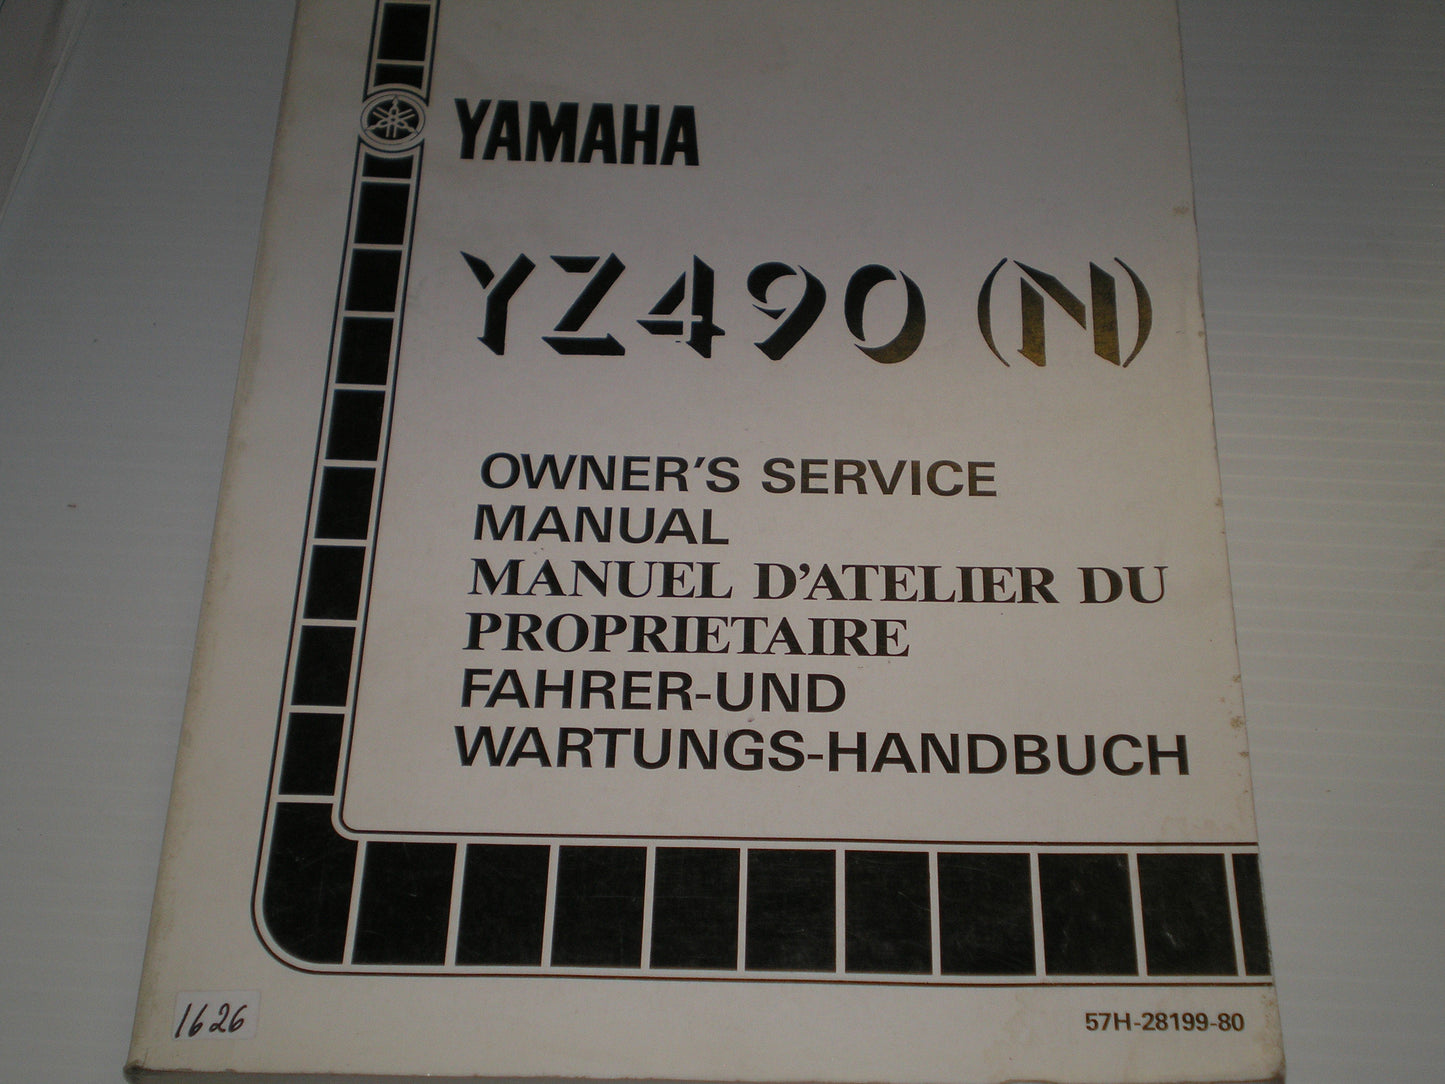 YAMAHA
YZ490 (N)
OWNER'S SERVICE
MANUAL
MANUEL D'ATELIER DU
PROPRIETAIRE
FAHRER-UND
WARTUNGS-HANDBUCH
1626
57H-28199-80